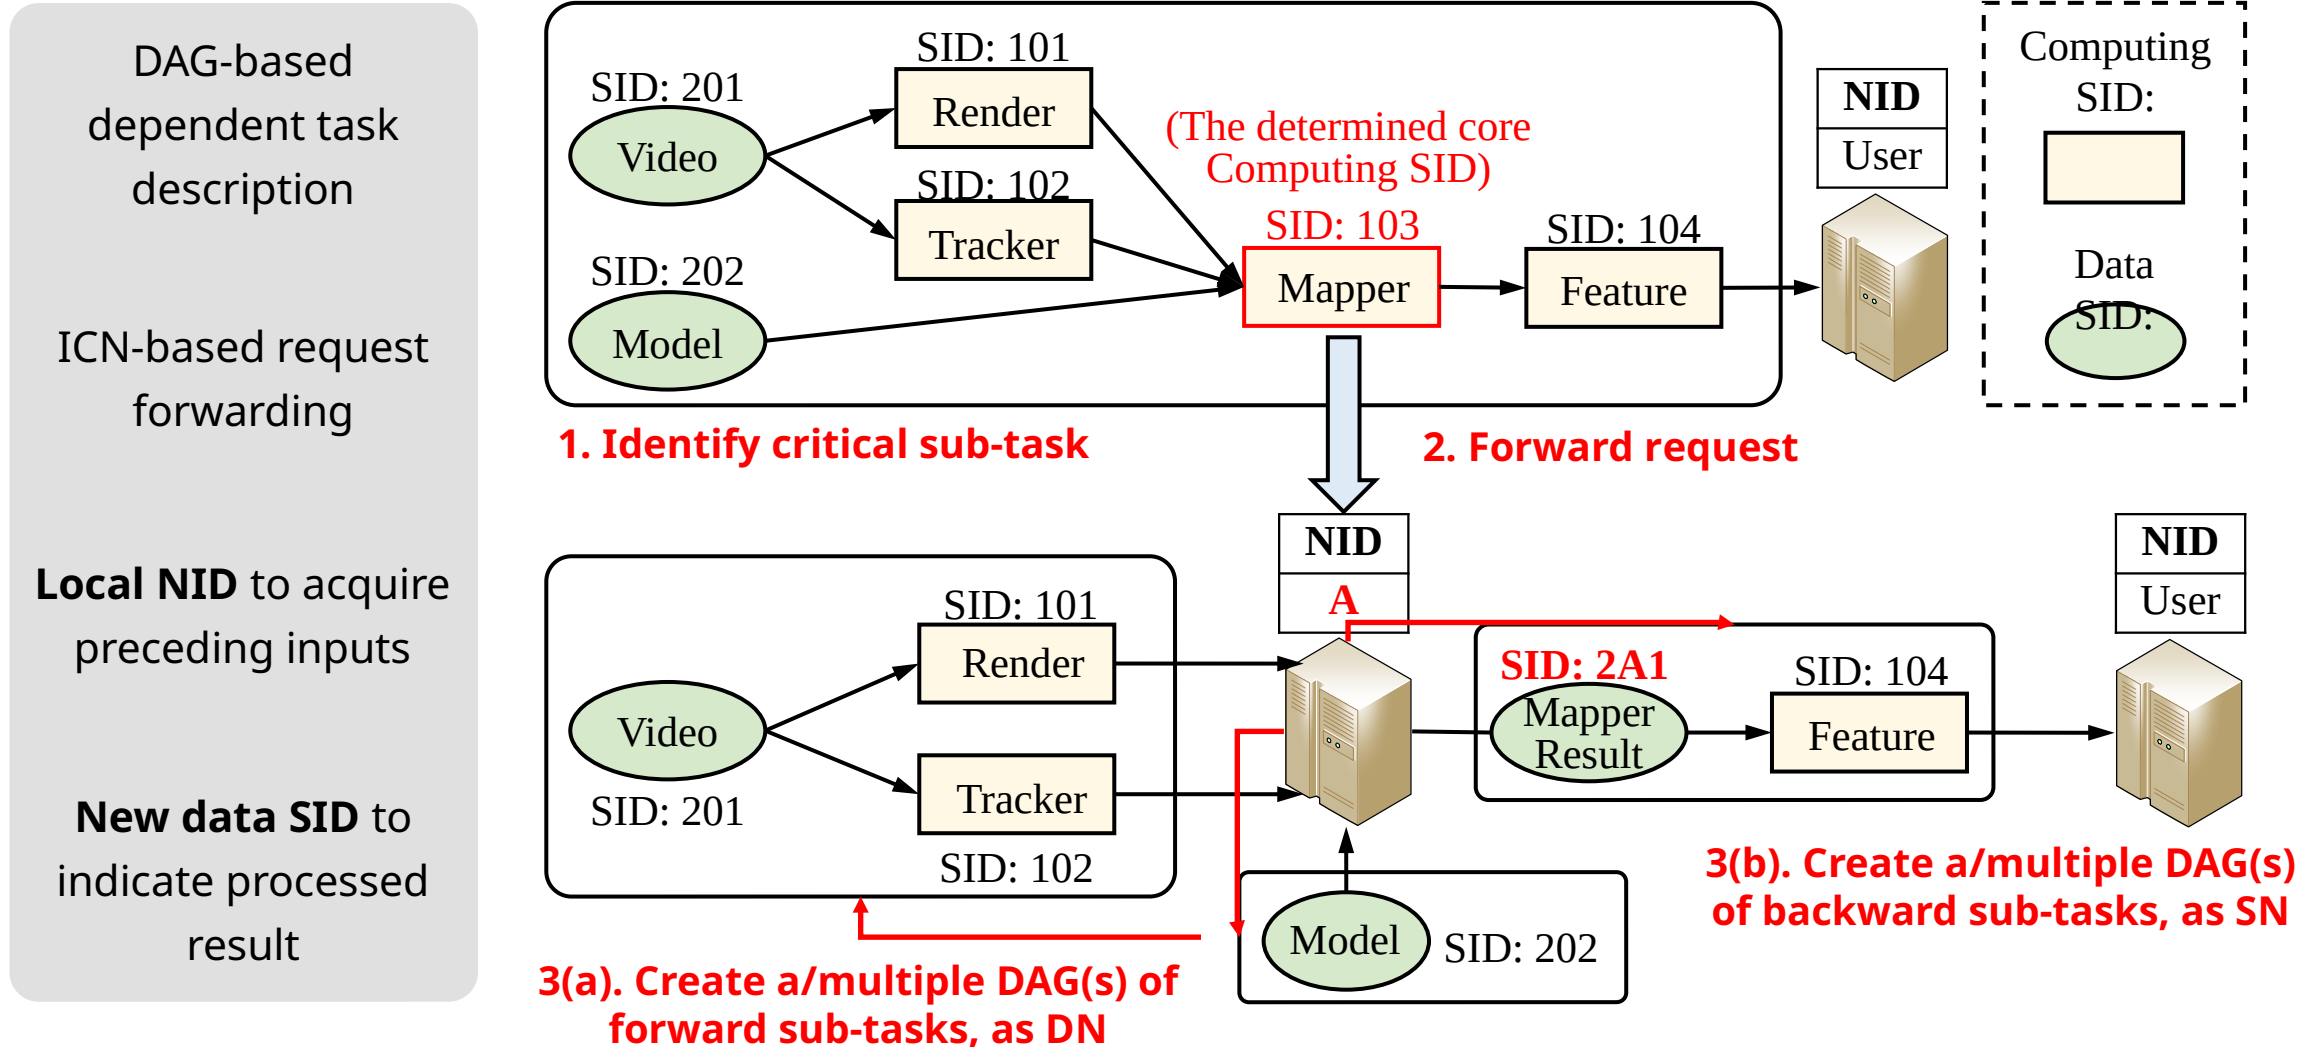 DAG-based
dependent task
description
ICN-based request
forwarding
Local NID to acquire
preceding inputs
New data SID to
indicate processed
result
SID: 201
Video
SID: 101
Render
SID: 102
Tracker
SID: 202
Model
(The determined core
Computing SID)
SID: 103
Mapper
SID: 104
Feature
NID
User
Computing
SID:
Data
SID:
1. Identify critical sub-task
2. Forward request
SID: 101
Render
Video
SID: 201
Tracker
SID: 102
NID
A
SID: 2A1
Mapper
Result
SID: 104
Feature
NID
User
Model
SID: 202
3(a). Create a/multiple DAG(s) of
forward sub-tasks, as DN
3(b). Create a/multiple DAG(s)
of backward sub-tasks, as SN